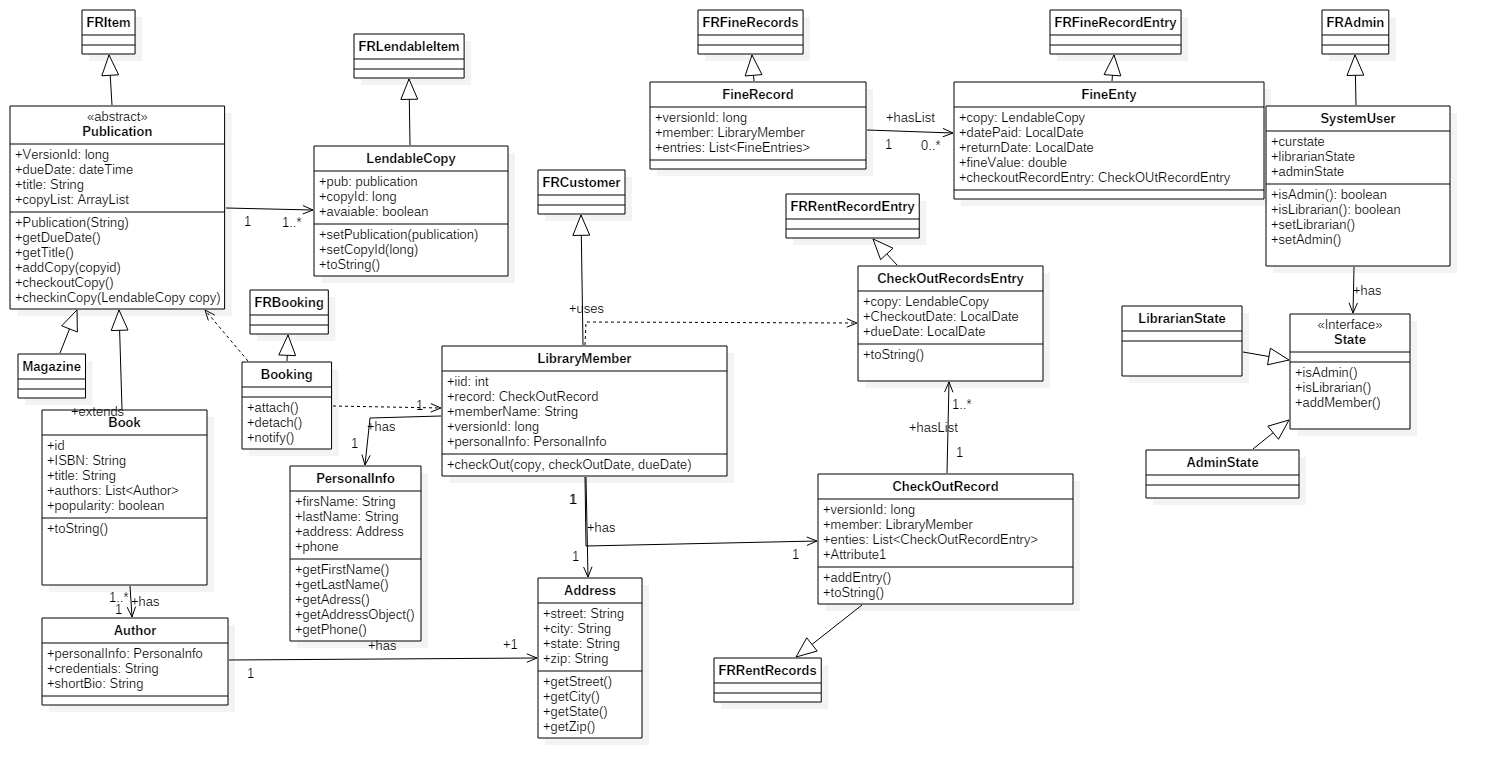 FRItem
«abstract»
Publication
+VersionId: long
+dueDate: dateTime
+title: String
+copyList: ArrayList
+Publication(String)
+getDueDate()
+getTitle()
+addCopy(copyid)
+checkoutCopy()
+checkinCopy(LendableCopy copy)
1
1..*
FRLendableItem
LendableCopy
+pub: publication
+copyId: long
+avaiable: boolean
+setPublication(publication)
+setCopyId(long)
+toString()
FRBooking
Booking
+attach()
+detach()
+notify()
Magazine
+extends
Book
+id
+ISBN: String
+title: String
+authors: List<Author>
+popularity: boolean
+toString()
1..*
+has
1
Author
+personalInfo: PersonaInfo
+credentials: String
+shortBio: String
+has
+1
1
FRCustomer
+uses
LibraryMember
+iid: int
+record: CheckOutRecord
+memberName: String
+versionId: long
+personalInfo: PersonalInfo
+checkOut(copy, checkOutDate, dueDate)
1
+has
1
PersonalInfo
+firsName: String
+lastName: String
+address: Address
+phone
+getFirstName()
+getLastName()
+getAdress()
+getAddressObject()
+getPhone()
1
+has
1
1
Address
+street: String
+city: String
+state: String
+zip: String
+getStreet()
+getCity()
+getState()
+getZip()
FRFineRecords
FineRecord
+versionId: long
+member: LibraryMember
+entries: List<FineEntries>
+hasList
1
0..*
FRFineRecordEntry
FineEnty
+copy: LendableCopy
+datePaid: LocalDate
+returnDate: LocalDate
+fineValue: double
+checkoutRecordEntry: CheckOUtRecordEntry
FRRentRecordEntry
CheckOutRecordsEntry
+copy: LendableCopy
+CheckoutDate: LocalDate
+dueDate: LocalDate
+toString()
1..*
+hasList
1
CheckOutRecord
+versionId: long
+member: LibraryMember
+enties: List<CheckOutRecordEntry>
+Attribute1
+addEntry()
+toString()
FRRentRecords
FRAdmin
SystemUser
+curstate
+librarianState
+adminState
+isAdmin(): boolean
+isLibrarian(): boolean
+setLibrarian()
+setAdmin()
+has
LibrarianState
«Interface»
State
+isAdmin()
+isLibrarian()
+addMember()
AdminState